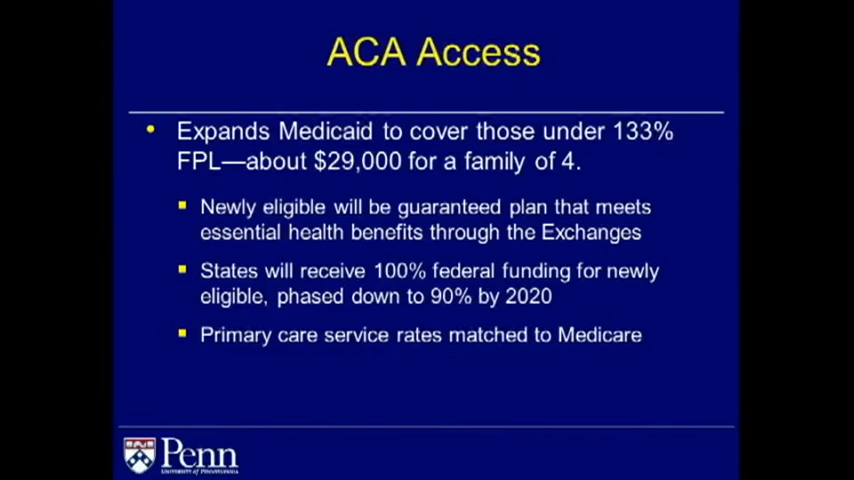 ACA Access
• Expands Medicaid to cover those under 133%
FPL—about $29,000 for a family of 4.
▪ Newly eligible will be guaranteed plan that meets
essential health benefits through the Exchanges
▪ States will receive 100% federal funding for newly
eligible, phased down to 90% by 2020
▪ Primary care service rates matched to Medicare
Penn
UNIVERSITY OF PENNSYLVANIA